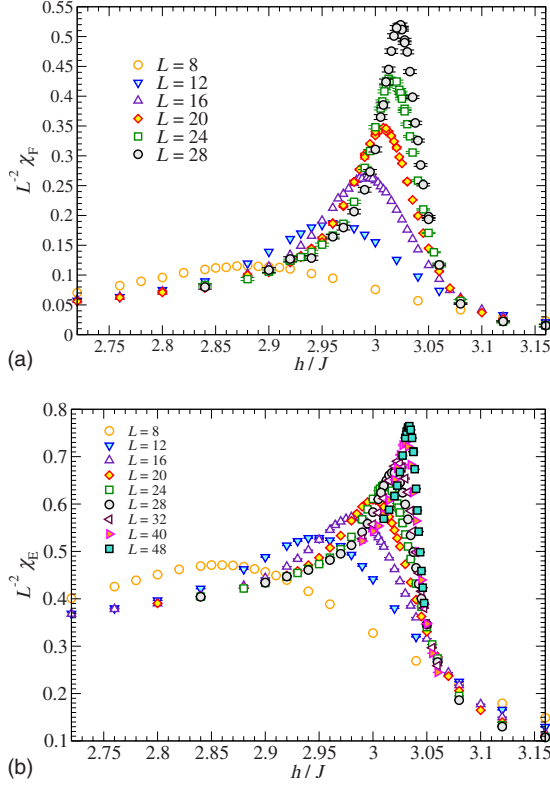 0.55
0.5
0.45
0.4
0.35
0.3
0.25
0.2
0.15
0.1
0.05
0
L⁻² χ_F
L = 8
L = 12
L = 16
L = 20
L = 24
L = 28
2.75 2.8 2.85 2.9 2.95 3 3.05 3.1 3.15
(a)
h / J
0.8
0.7
0.6
0.5
0.4
0.3
0.2
0.1
L⁻² χ_E
L = 8
L = 12
L = 16
L = 20
L = 24
L = 28
L = 32
L = 40
L = 48
2.75 2.8 2.85 2.9 2.95 3 3.05 3.1 3.15
(b)
h / J